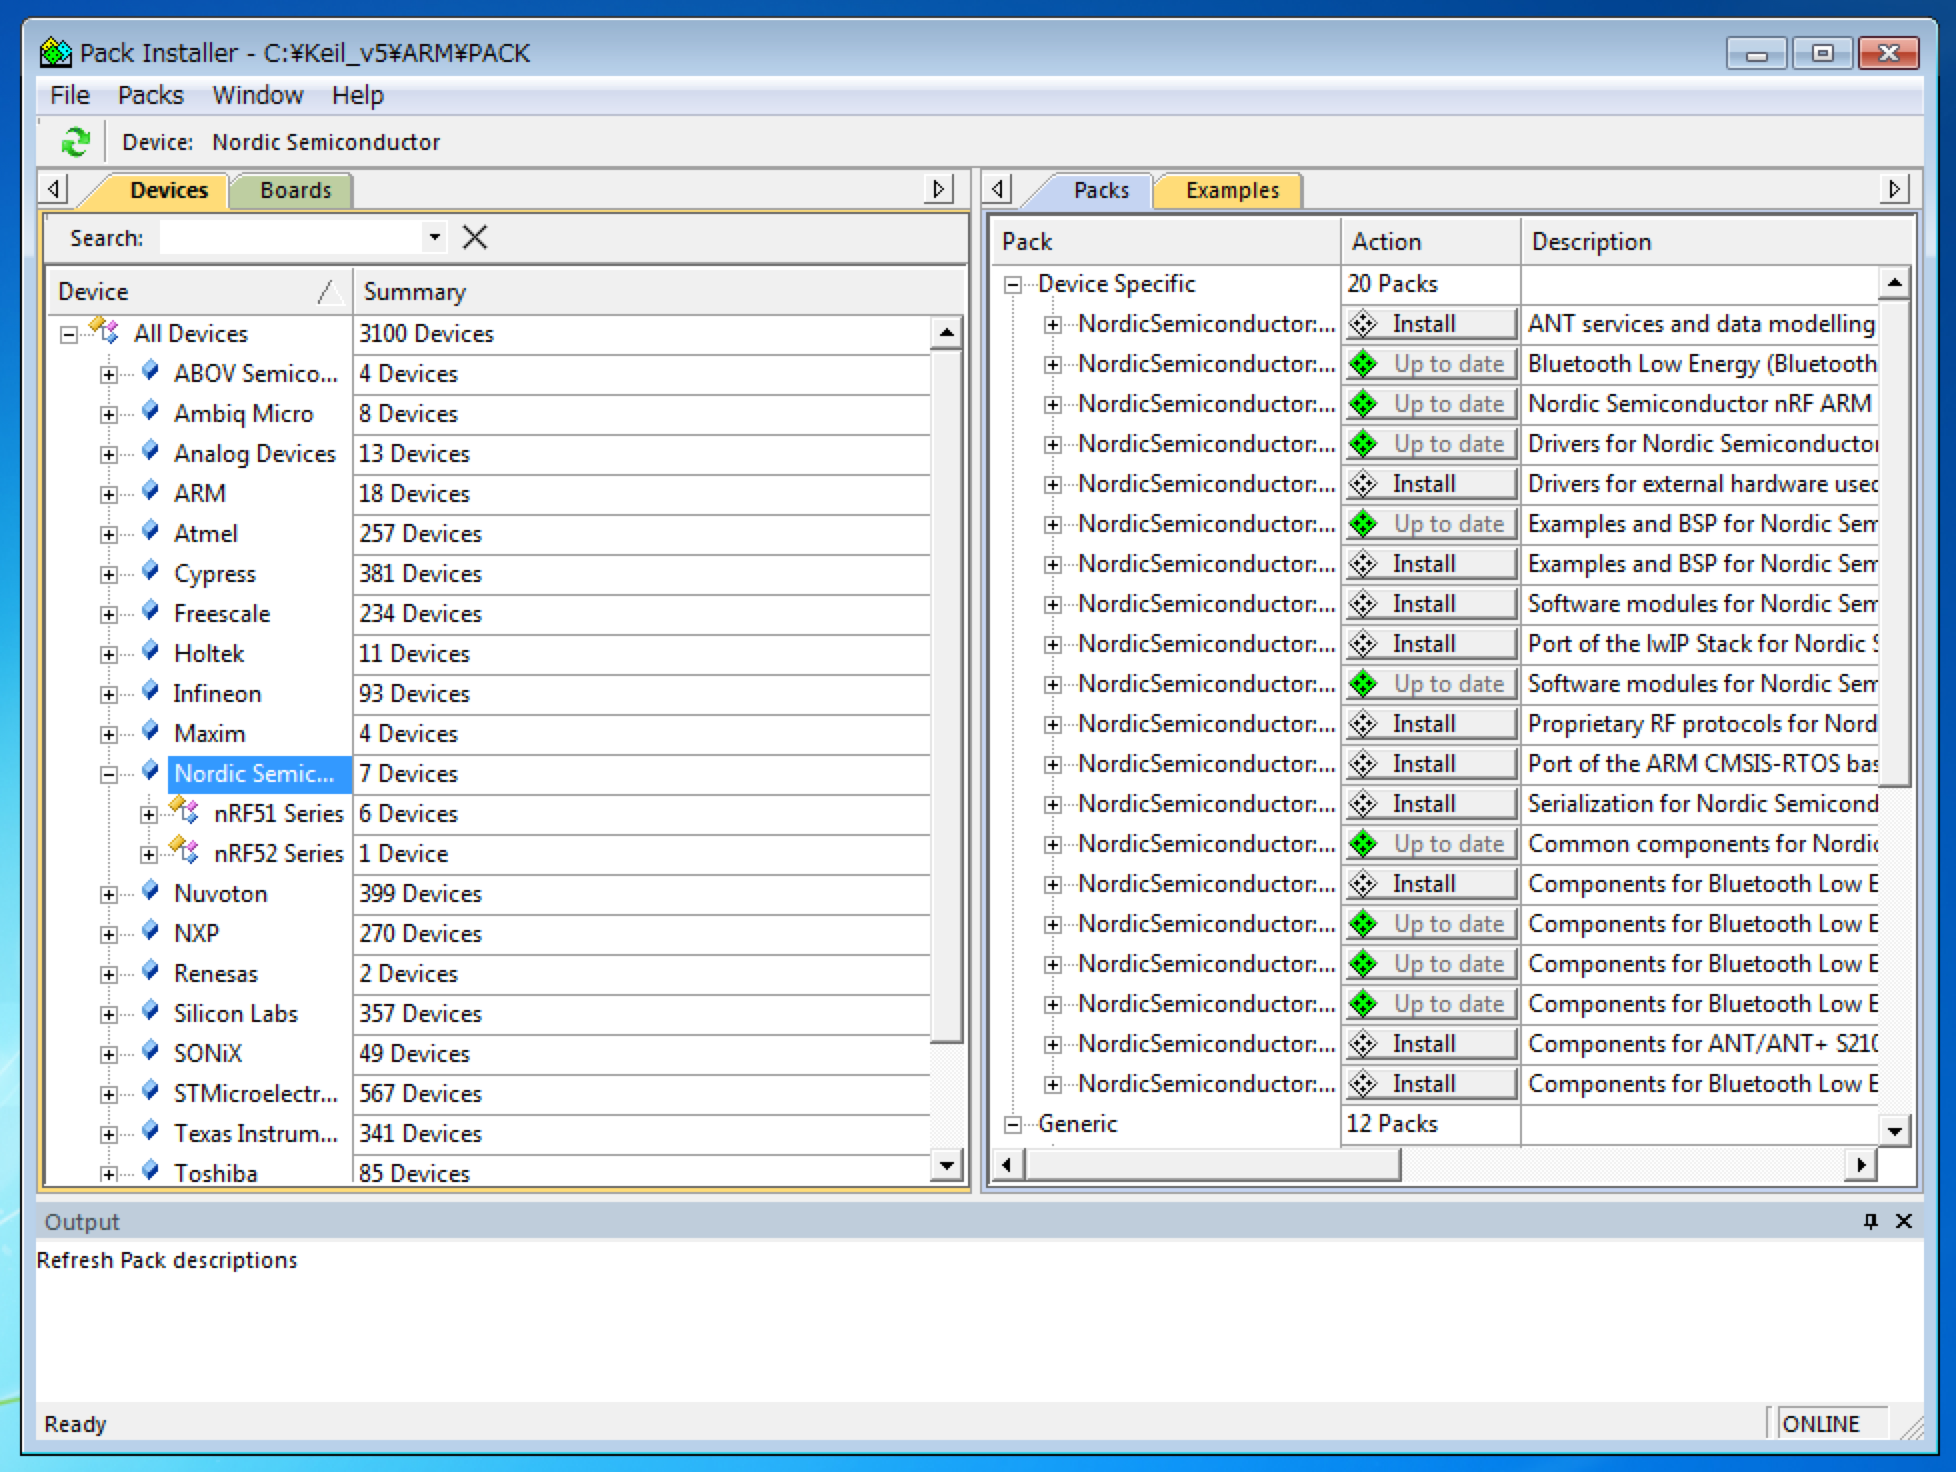 Pack Installer - C:¥Keil_v5¥ARM¥PACK
File Packs Window Help
Device: Nordic Semiconductor
Devices Boards
Search:
Device Summary
All Devices 3100 Devices
ABOV Semico... 4 Devices
Ambiq Micro 8 Devices
Analog Devices 13 Devices
ARM 18 Devices
Atmel 257 Devices
Cypress 381 Devices
Freescale 234 Devices
Holtek 11 Devices
Infineon 93 Devices
Maxim 4 Devices
Nordic Semic... 7 Devices
nRF51 Series 6 Devices
nRF52 Series 1 Device
Nuvoton 399 Devices
NXP 270 Devices
Renesas 2 Devices
Silicon Labs 357 Devices
SONiX 49 Devices
STMicroelectr... 567 Devices
Texas Instrum... 341 Devices
Toshiba 85 Devices
Packs Examples
Pack Action Description
Device Specific 20 Packs
NordicSemiconductor:... Install ANT services and data modelling
NordicSemiconductor:... Up to date Bluetooth Low Energy (Bluetooth
NordicSemiconductor:... Up to date Nordic Semiconductor nRF ARM
NordicSemiconductor:... Up to date Drivers for Nordic Semiconductor
NordicSemiconductor:... Install Drivers for external hardware used
NordicSemiconductor:... Up to date Examples and BSP for Nordic Sem
NordicSemiconductor:... Install Examples and BSP for Nordic Sem
NordicSemiconductor:... Install Software modules for Nordic Sem
NordicSemiconductor:... Install Port of the lwIP Stack for Nordic S
NordicSemiconductor:... Up to date Software modules for Nordic Sem
NordicSemiconductor:... Install Proprietary RF protocols for Nord
NordicSemiconductor:... Install Port of the ARM CMSIS-RTOS bas
NordicSemiconductor:... Install Serialization for Nordic Semicond
NordicSemiconductor:... Up to date Common components for Nordic
NordicSemiconductor:... Install Components for Bluetooth Low E
NordicSemiconductor:... Up to date Components for Bluetooth Low E
NordicSemiconductor:... Up to date Components for Bluetooth Low E
NordicSemiconductor:... Up to date Components for Bluetooth Low E
NordicSemiconductor:... Install Components for ANT/ANT+ S210
NordicSemiconductor:... Install Components for Bluetooth Low E
Generic 12 Packs
Output
Refresh Pack descriptions
Ready ONLINE